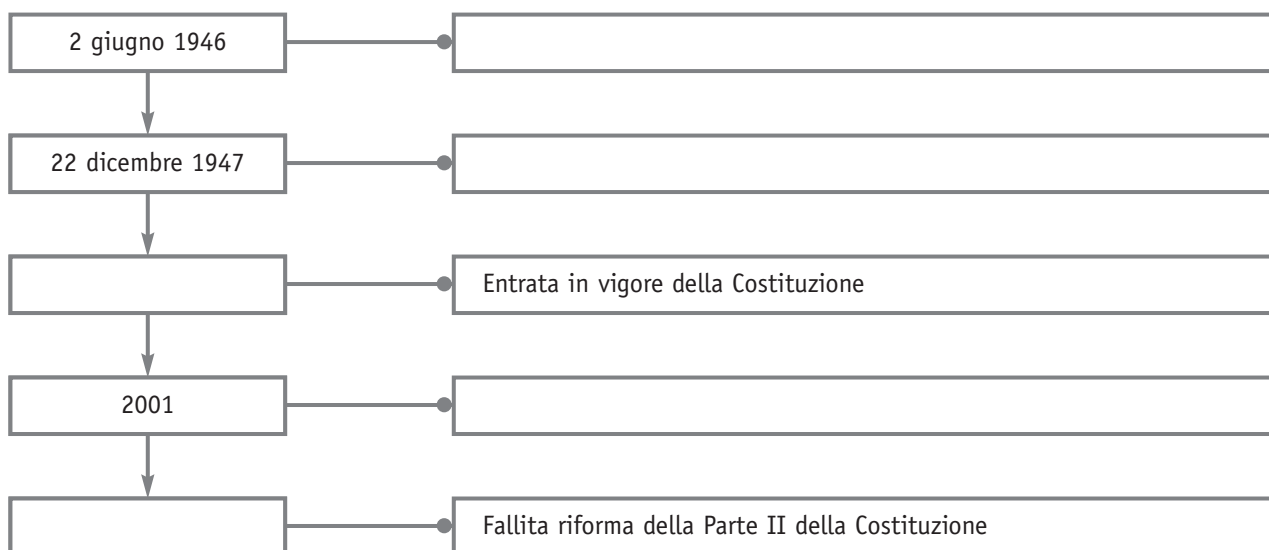 2 giugno 1946
22 dicembre 1947
Entrata in vigore della Costituzione
2001
Fallita riforma della Parte II della Costituzione